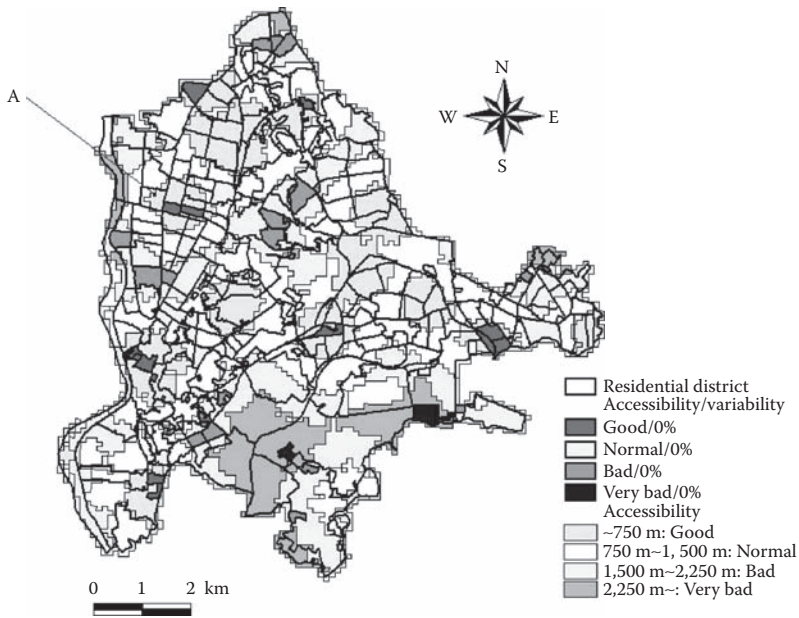 A
N
W E
S
Residential district
Accessibility/variability
Good/0%
Normal/0%
Bad/0%
Very bad/0%
Accessibility
~750 m: Good
750 m~1, 500 m: Normal
1,500 m~2,250 m: Bad
2,250 m~: Very bad
0 1 2 km